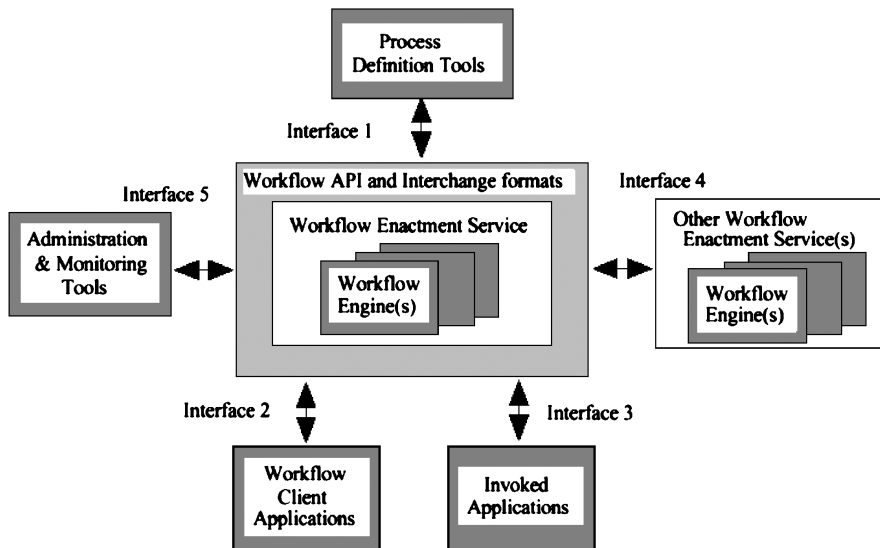 Process
Definition Tools
Interface 1
Workflow API and Interchange formats
Interface 5
Interface 4
Administration
& Monitoring
Tools
Workflow Enactment Service
Workflow
Engine(s)
Other Workflow
Enactment Service(s)
Workflow
Engine(s)
Interface 2
Interface 3
Workflow
Client
Applications
Invoked
Applications